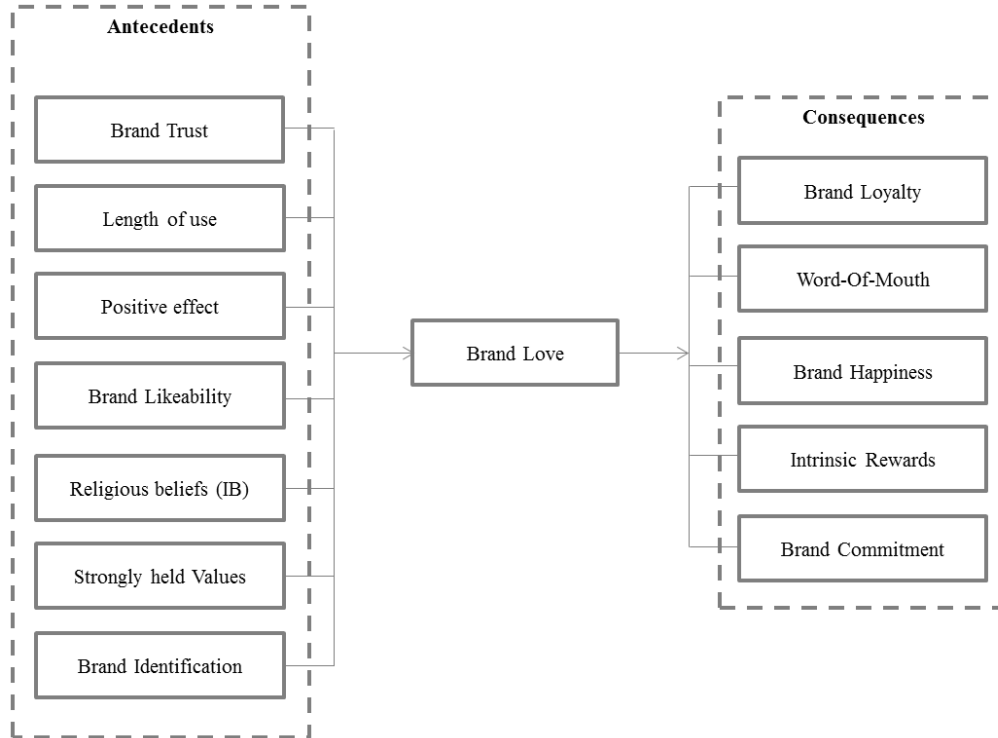 Antecedents
Brand Trust
Length of use
Positive effect
Brand Likeability
Religious beliefs (IB)
Strongly held Values
Brand Identification
Brand Love
Consequences
Brand Loyalty
Word-Of-Mouth
Brand Happiness
Intrinsic Rewards
Brand Commitment